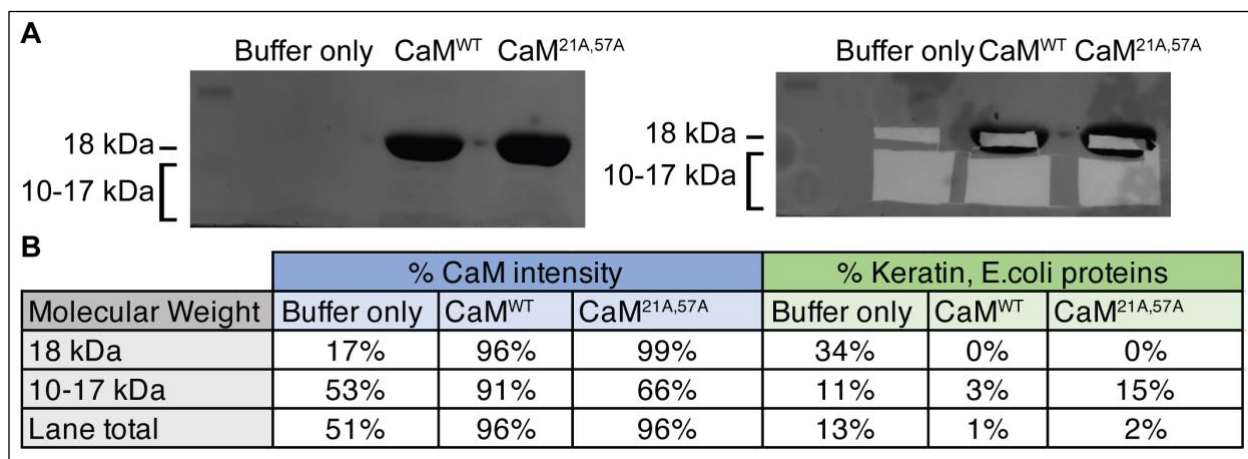 A
Buffer only CaM^WT CaM^21A,57A
18 kDa
10-17 kDa
Buffer only CaM^WT CaM^21A,57A
18 kDa
10-17 kDa
B
% CaM intensity % Keratin, E.coli proteins
Molecular Weight Buffer only CaM^WT CaM^21A,57A Buffer only CaM^WT CaM^21A,57A
18 kDa 17% 96% 99% 34% 0% 0%
10-17 kDa 53% 91% 66% 11% 3% 15%
Lane total 51% 96% 96% 13% 1% 2%